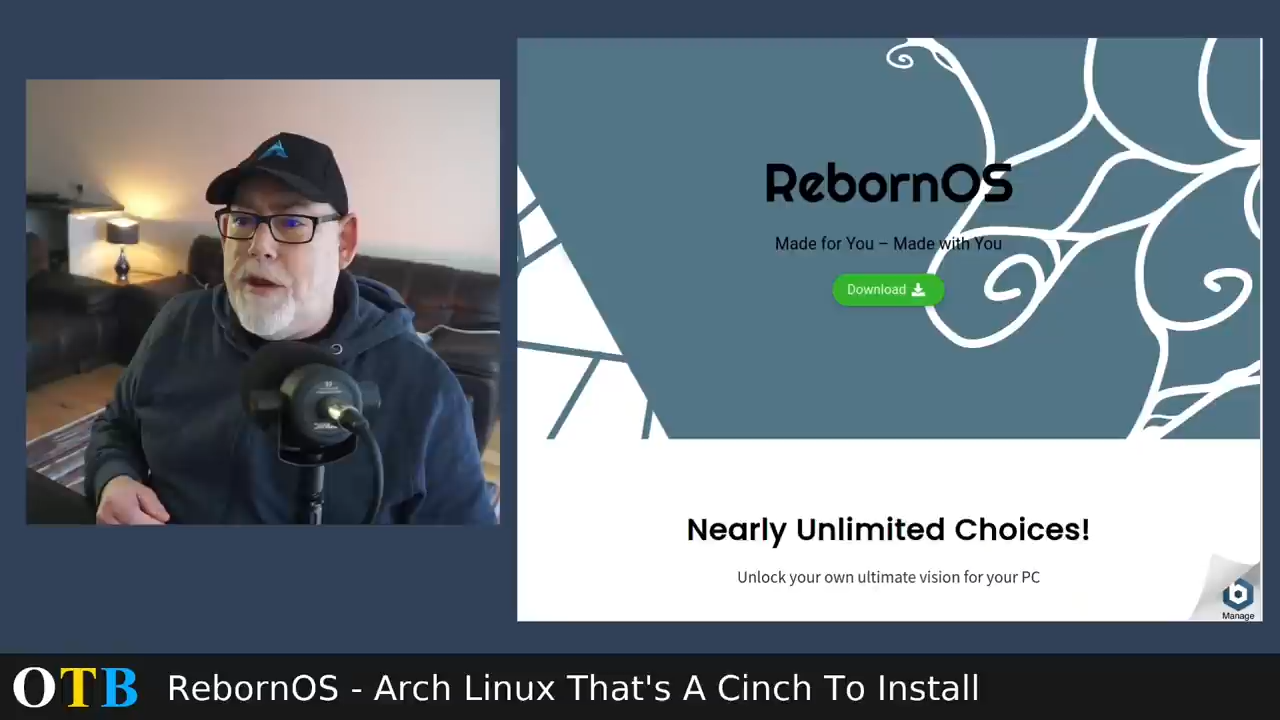 RebornOS
Made for You – Made with You
Download
Nearly Unlimited Choices!
Unlock your own ultimate vision for your PC
Manage
OTB RebornOS - Arch Linux That's A Cinch To Install